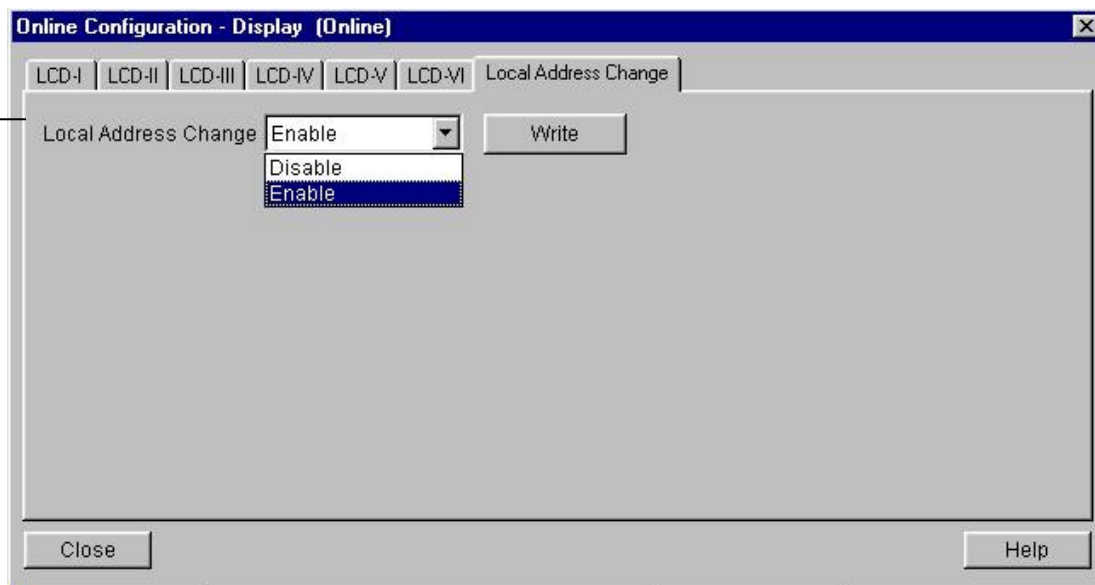 Online Configuration - Display (Online)
LCD-I LCD-II LCD-III LCD-IV LCD-V LCD-VI Local Address Change
Local Address Change Enable Write
Disable
Enable
Close Help